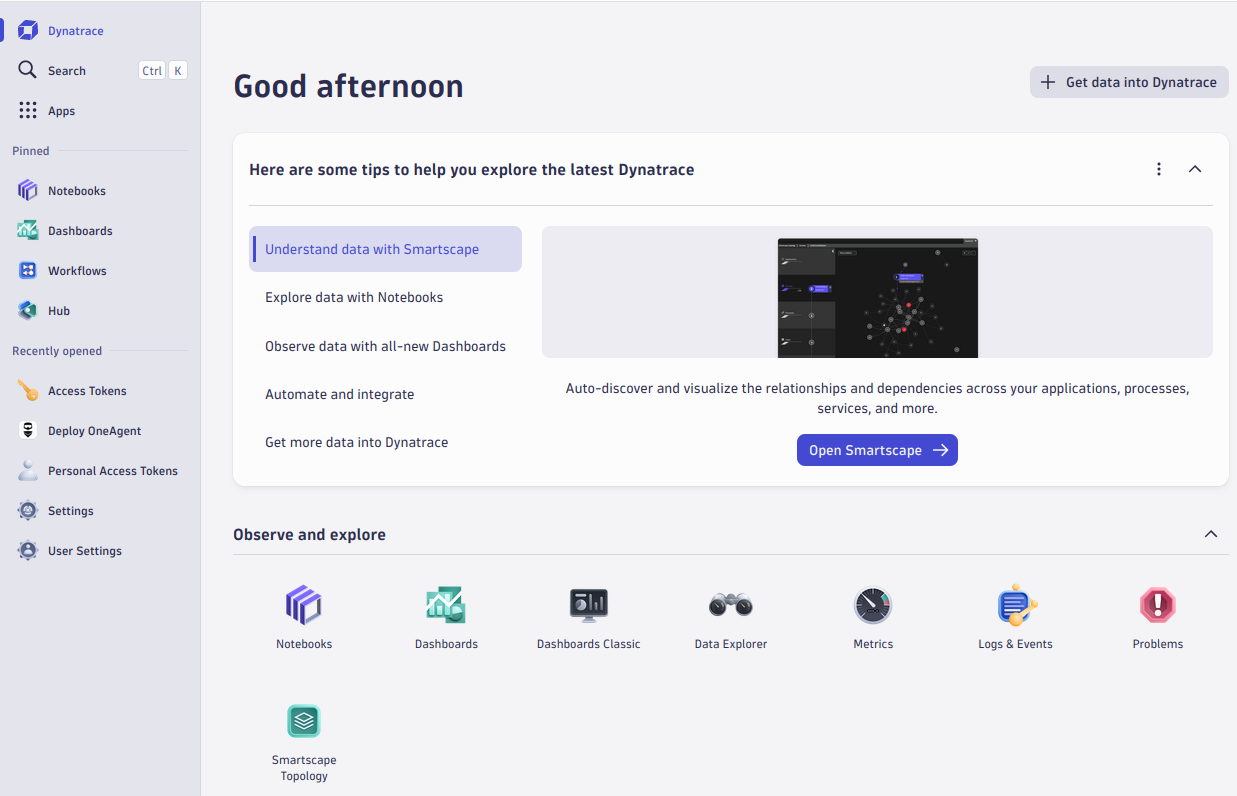 Dynatrace
Search
Ctrl K
Apps
Pinned
Notebooks
Dashboards
Workflows
Hub
Recently opened
Access Tokens
Deploy OneAgent
Personal Access Tokens
Settings
User Settings
Good afternoon
Get data into Dynatrace
Here are some tips to help you explore the latest Dynatrace
Understand data with Smartscape
Explore data with Notebooks
Observe data with all-new Dashboards
Automate and integrate
Get more data into Dynatrace
Auto-discover and visualize the relationships and dependencies across your applications, processes,
services, and more.
Open Smartscape
Observe and explore
Notebooks
Dashboards
Dashboards Classic
Data Explorer
Metrics
Logs & Events
Problems
Smartscape
Topology